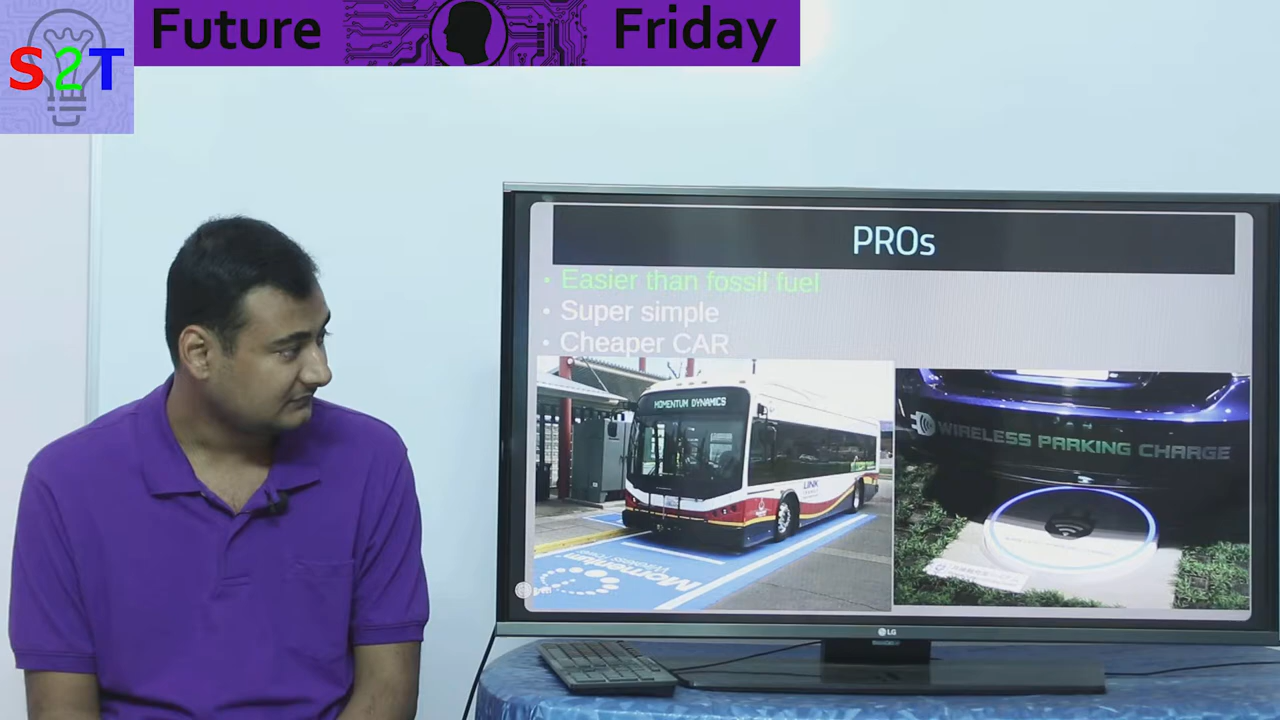 Future Friday
S2T
PROs
• Easier than fossil fuel
• Super simple
• Cheaper CAR
MOMENTUM DYNAMICS
LINK
Momentum
WIRELESS PARKING CHARGE
LG